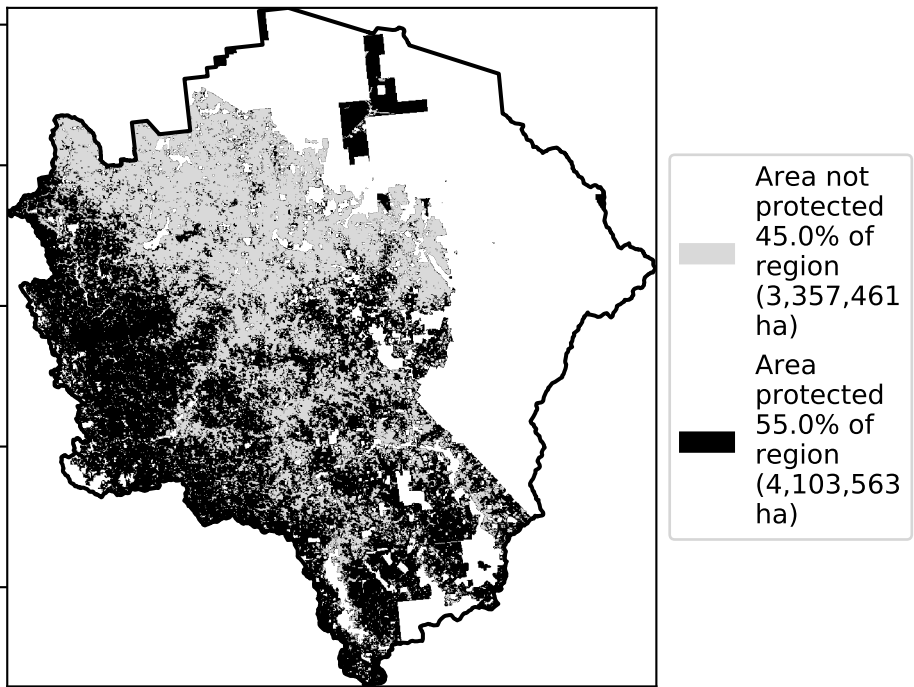 Area not
protected
45.0% of
region
(3,357,461
ha)
Area
protected
55.0% of
region
(4,103,563
ha)